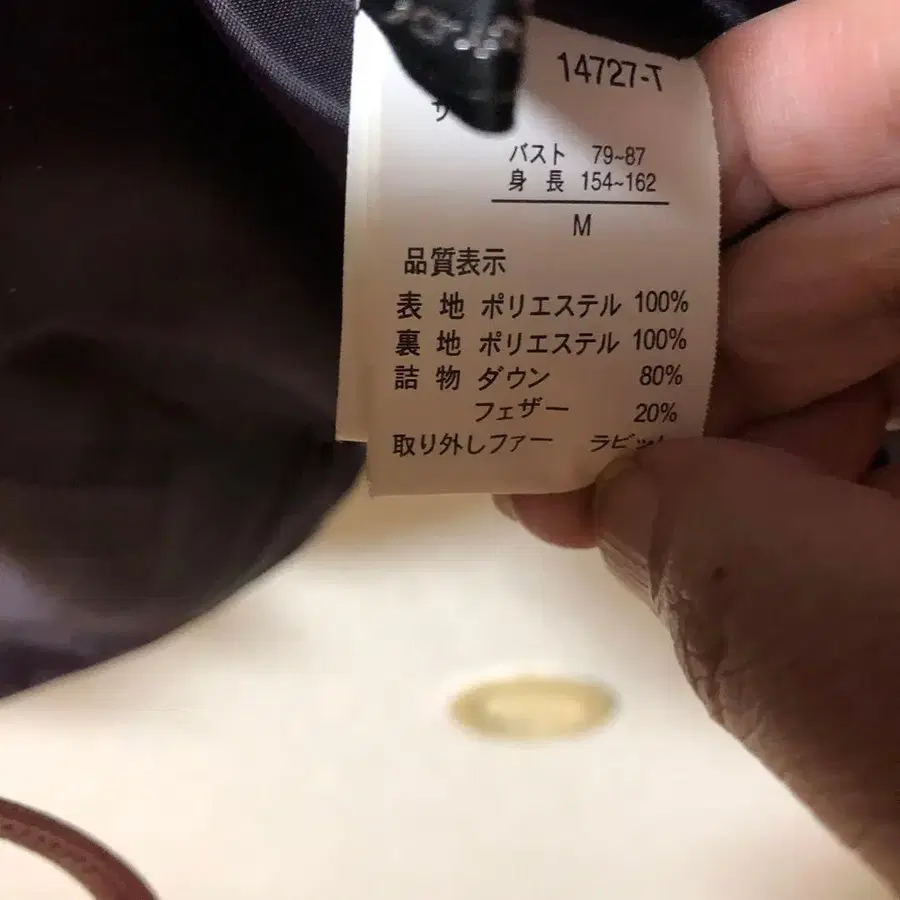 14727-T
サ
バスト 79~87
身 長 154~162
M
品質表示
表 地 ポリエステル 100%
裏 地 ポリエステル 100%
詰 物 ダウン 80%
フェザー 20%
取り外しファー